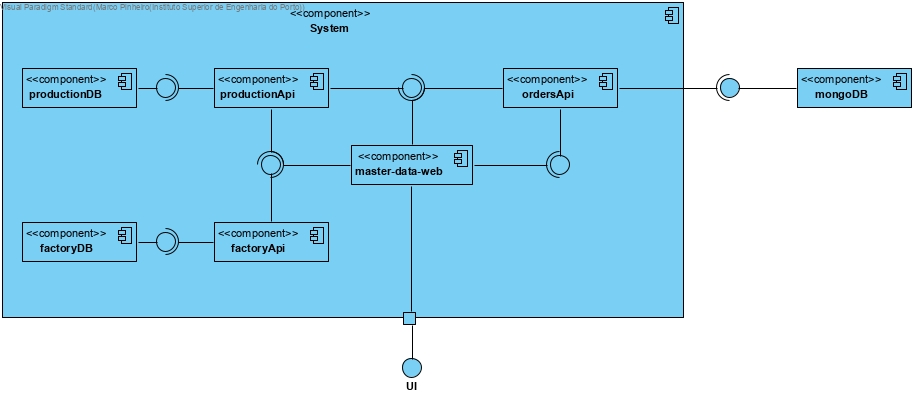 Visual Paradigm Standard(Marco Pinheiro(Instituto Superior de Engenharia do Porto))
<<component>>
System
<<component>>
productionDB
<<component>>
productionApi
<<component>>
ordersApi
<<component>>
mongoDB
<<component>>
master-data-web
<<component>>
factoryDB
<<component>>
factoryApi
UI